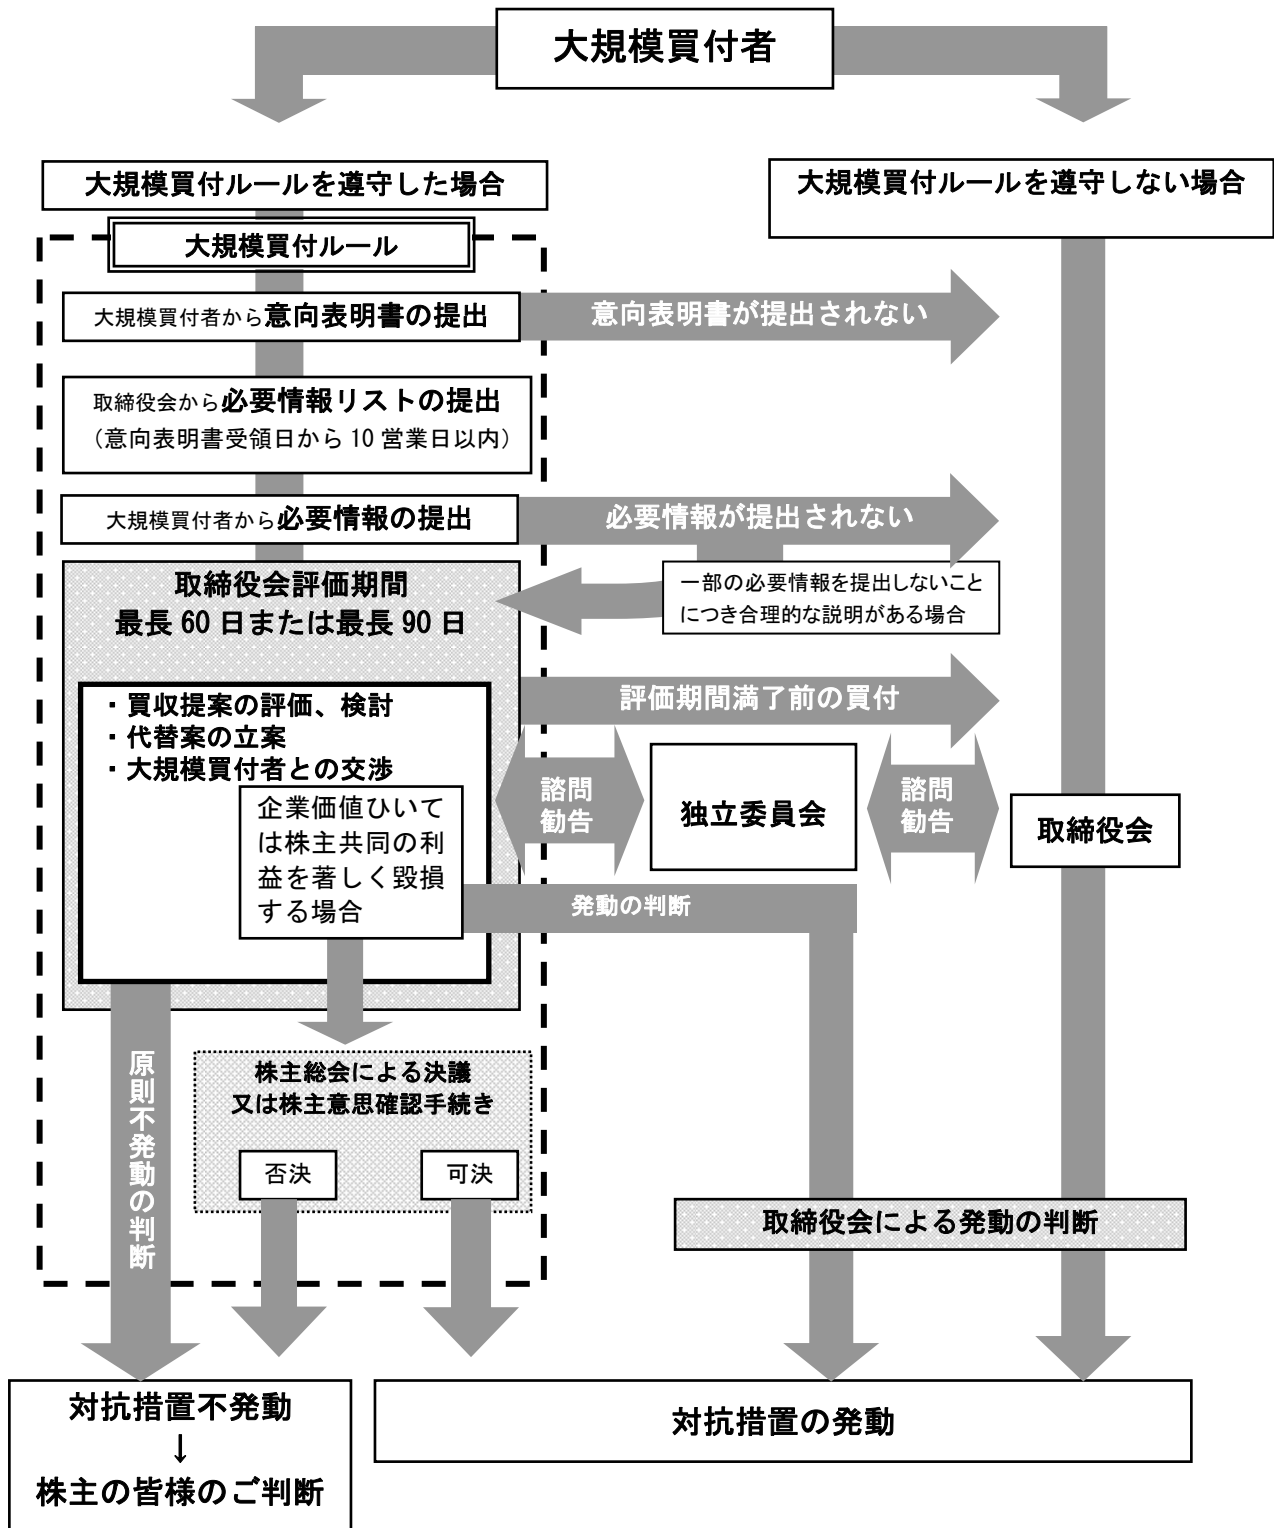 大規模買付者
大規模買付ルールを遵守した場合
大規模買付ルールを遵守しない場合
大規模買付ルール
大規模買付者から意向表明書の提出
意向表明書が提出されない
取締役会から必要情報リストの提出
（意向表明書受領日から 10 営業日以内）
大規模買付者から必要情報の提出
必要情報が提出されない
取締役会評価期間
最長 60 日または最長 90 日
一部の必要情報を提出しないこと
につき合理的な説明がある場合
・買収提案の評価、検討
・代替案の立案
・大規模買付者との交渉
評価期間満了前の買付
企業価値ひいて
は株主共同の利
益を著しく毀損
する場合
諮問
勧告
独立委員会
諮問
勧告
取締役会
発動の判断
原則不発動の判断
株主総会による決議
又は株主意思確認手続き
否決
可決
取締役会による発動の判断
対抗措置不発動
↓
株主の皆様のご判断
対抗措置の発動